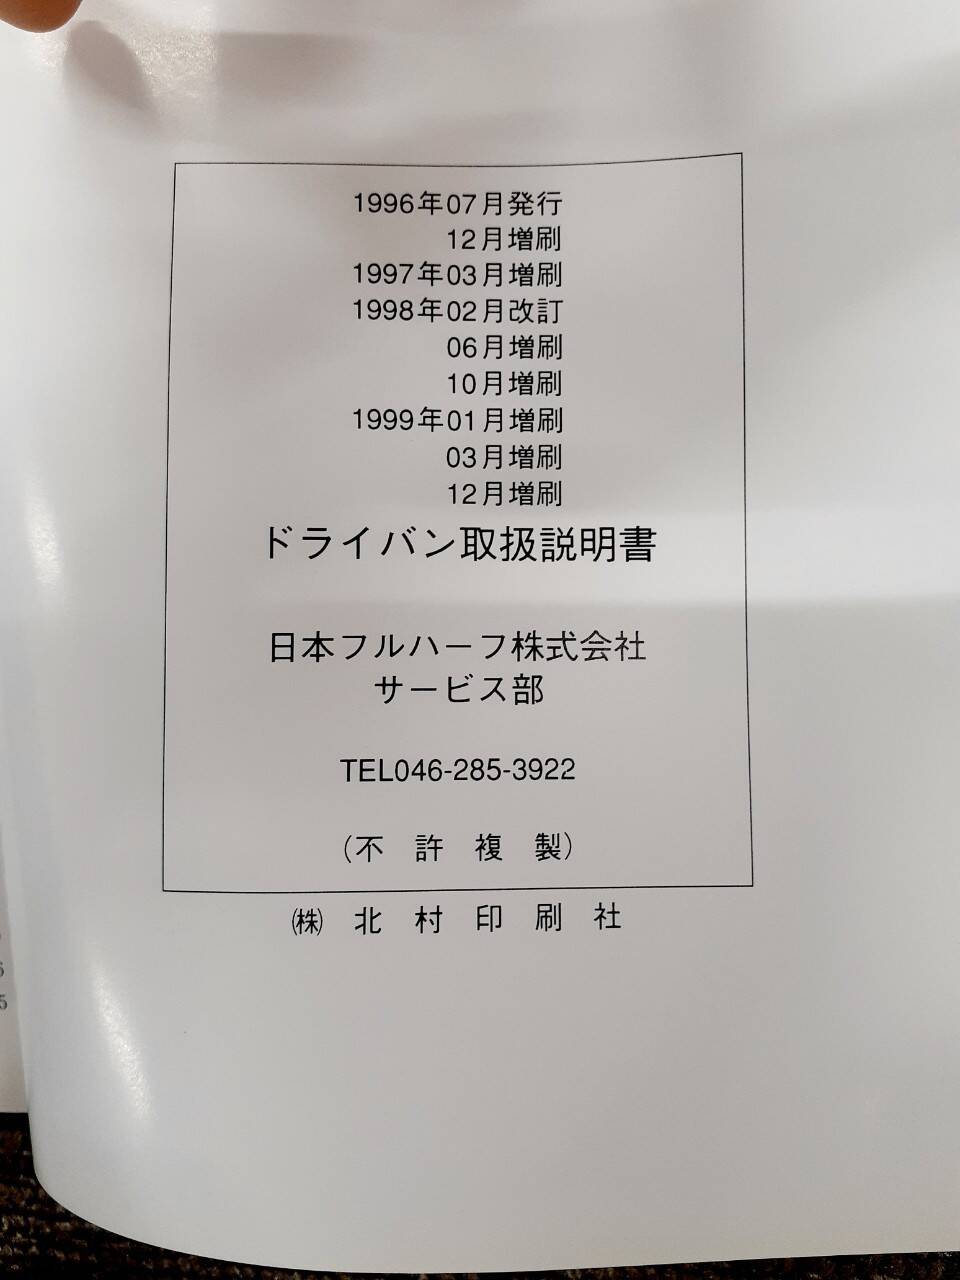 1996年07月発行
12月増刷
1997年03月増刷
1998年02月改訂
06月増刷
10月増刷
1999年01月増刷
03月増刷
12月増刷
ドライバン取扱説明書
日本フルハーフ株式会社
サービス部
TEL046-285-3922
(不 許 複 製)
㈱ 北 村 印 刷 社
6
5